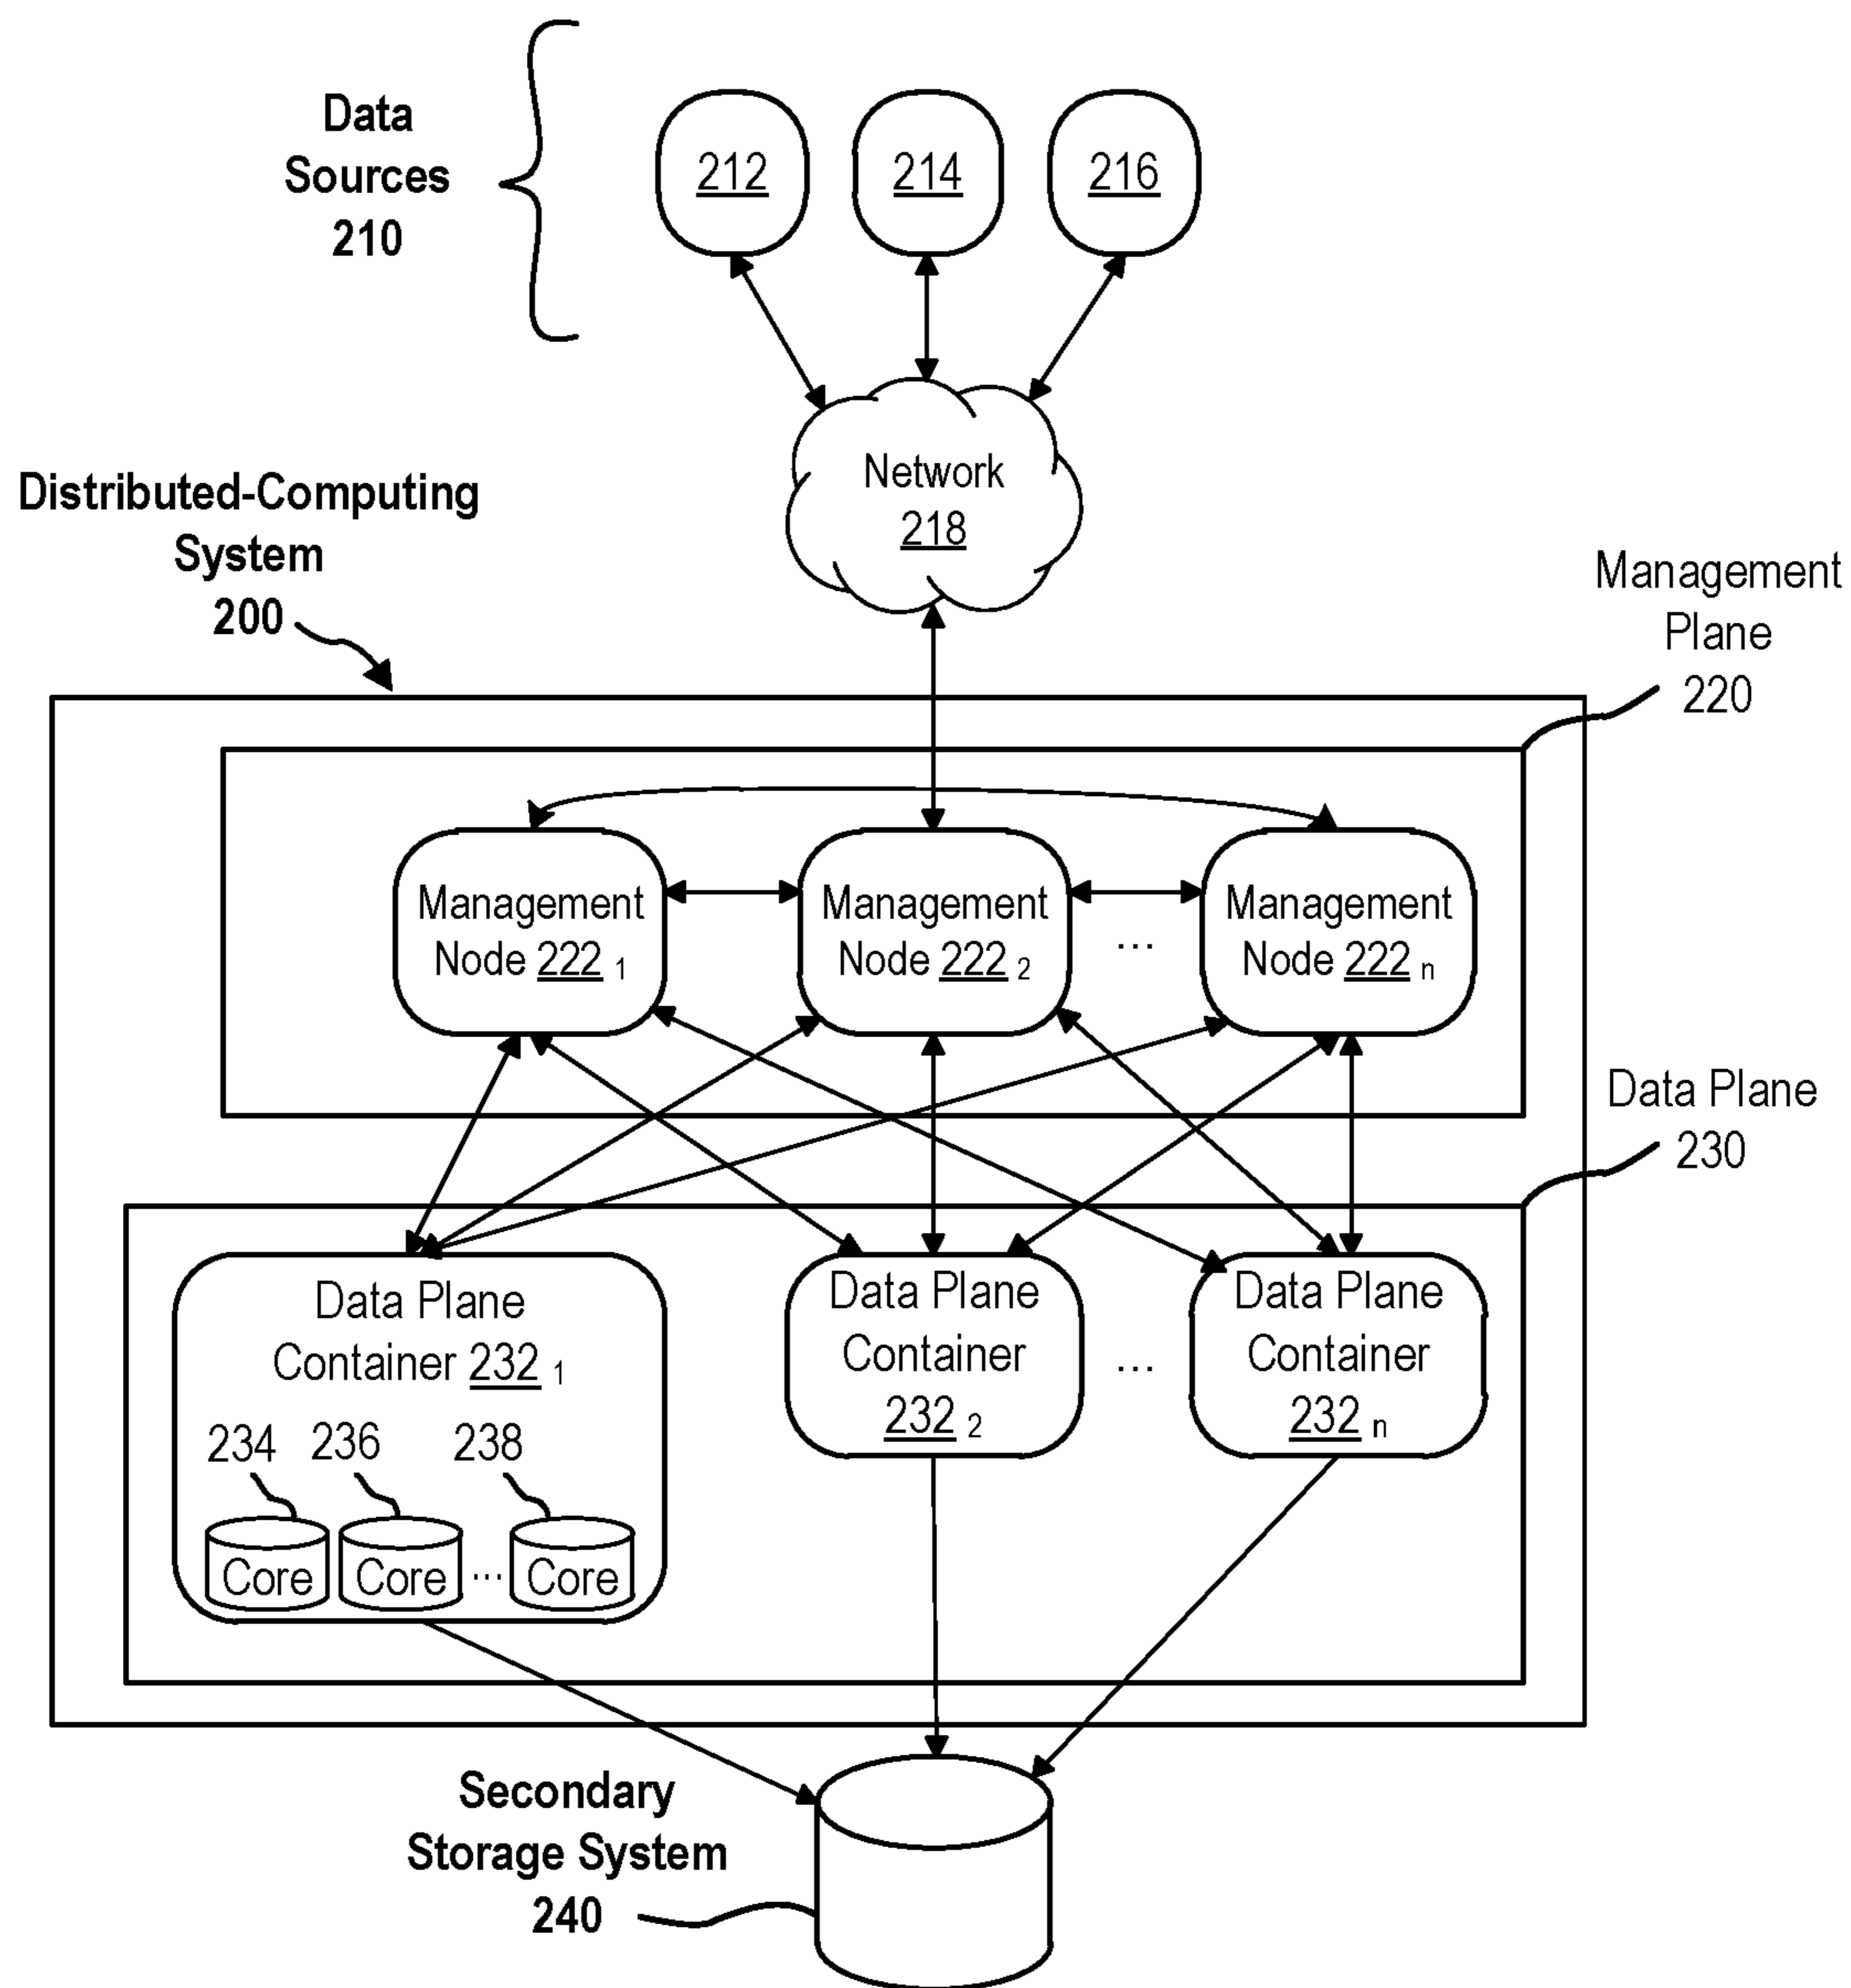 Data
Sources
210
212
214
216
Network
218
Distributed-Computing
System
200
Management
Plane
220
Management
Node 222 1
Management
Node 222 2
...
Management
Node 222 n
Data Plane
230
Data Plane
Container 232 1
234
236
238
Core
Core
...
Core
Data Plane
Container
232 2
...
Data Plane
Container
232 n
Secondary
Storage System
240